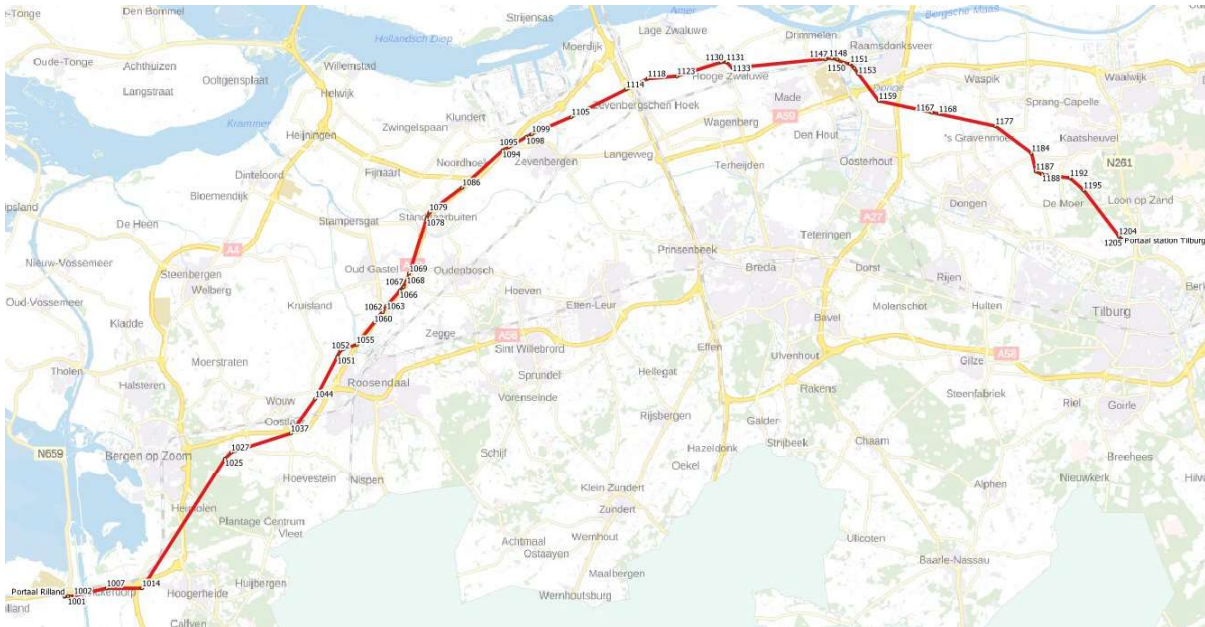 Den Bommel
Strijensas
Amer
Bergsche Maas
Hollandsch Diep
Lage Zwaluwe
Drimmelen
Moerdijk
Raamsdonksveer
Oude-Tonge
Achthuizen
Willemstad
1130 1131
1147 1148
1151
Ooltgensplaat
1118 1123
1133
1150 1153
Waalwijk
Langstraat
Helwijk
1114
Hooge Zwaluwe
Waspik
Donge
Made
1159
Sprang-Capelle
Klundert
1105
Zevenbergschen Hoek
A59
1167 1168
Krammer
Heijningen
Zwingelspaan
1099
Wagenberg
Den Hout
1177
1095
1098
's Gravenmoer
Kaatsheuvel
1094
Zevenbergen
Langeweg
1184
Noordhoek
Terheijden
Oosterhout
N261
Dinteloord
Fijnaart
1187
1086
1188
1192
Bloemendijk
1195
1079
Loon op Zand
De Heen
Stampersgat
1078
Dongen
De Moer
A27
Teteringen
1204
1205
Portaal station Tilburg
A4
Prinsenbeek
Nieuw-Vossemeer
Steenbergen
Oud Gastel
1069
Oudenbosch
Breda
Dorst
Rijen
1067
1068
Welberg
Hoeven
1066
Oud-Vossemeer
Kruisland
1062 1063
Etten-Leur
Molenschot
Hulten
Tilburg
Kladde
1060
Bavel
Zegge
A58
1052 1055
Sint Willebrord
Effen
A58
Moerstraten
1051
Ulvenhout
Gilze
Tholen
Sprundel
Hellegat
Halsteren
Roosendaal
Rakens
Steenfabriek
Wouw
1044
Vorenseinde
Riel
Goirle
Rijsbergen
Galder
1037
Strijbeek
Chaam
N659
1027
Hazeldonk
Bergen op Zoom
Schijf
Breehees
1025
Oekel
Hoevestein
Nispen
Nieuwkerk
Alphen
Klein Zundert
Zundert
Plantage Centrum
Vleet
Achtmaal
Wernhout
Ulicoten
Ostaayen
Baarle-Nassau
Maalbergen
Portaal Rilland
1002
1007
1014
Huijbergen
1001
Hoogerheide
Wernhoutsburg
Calfven